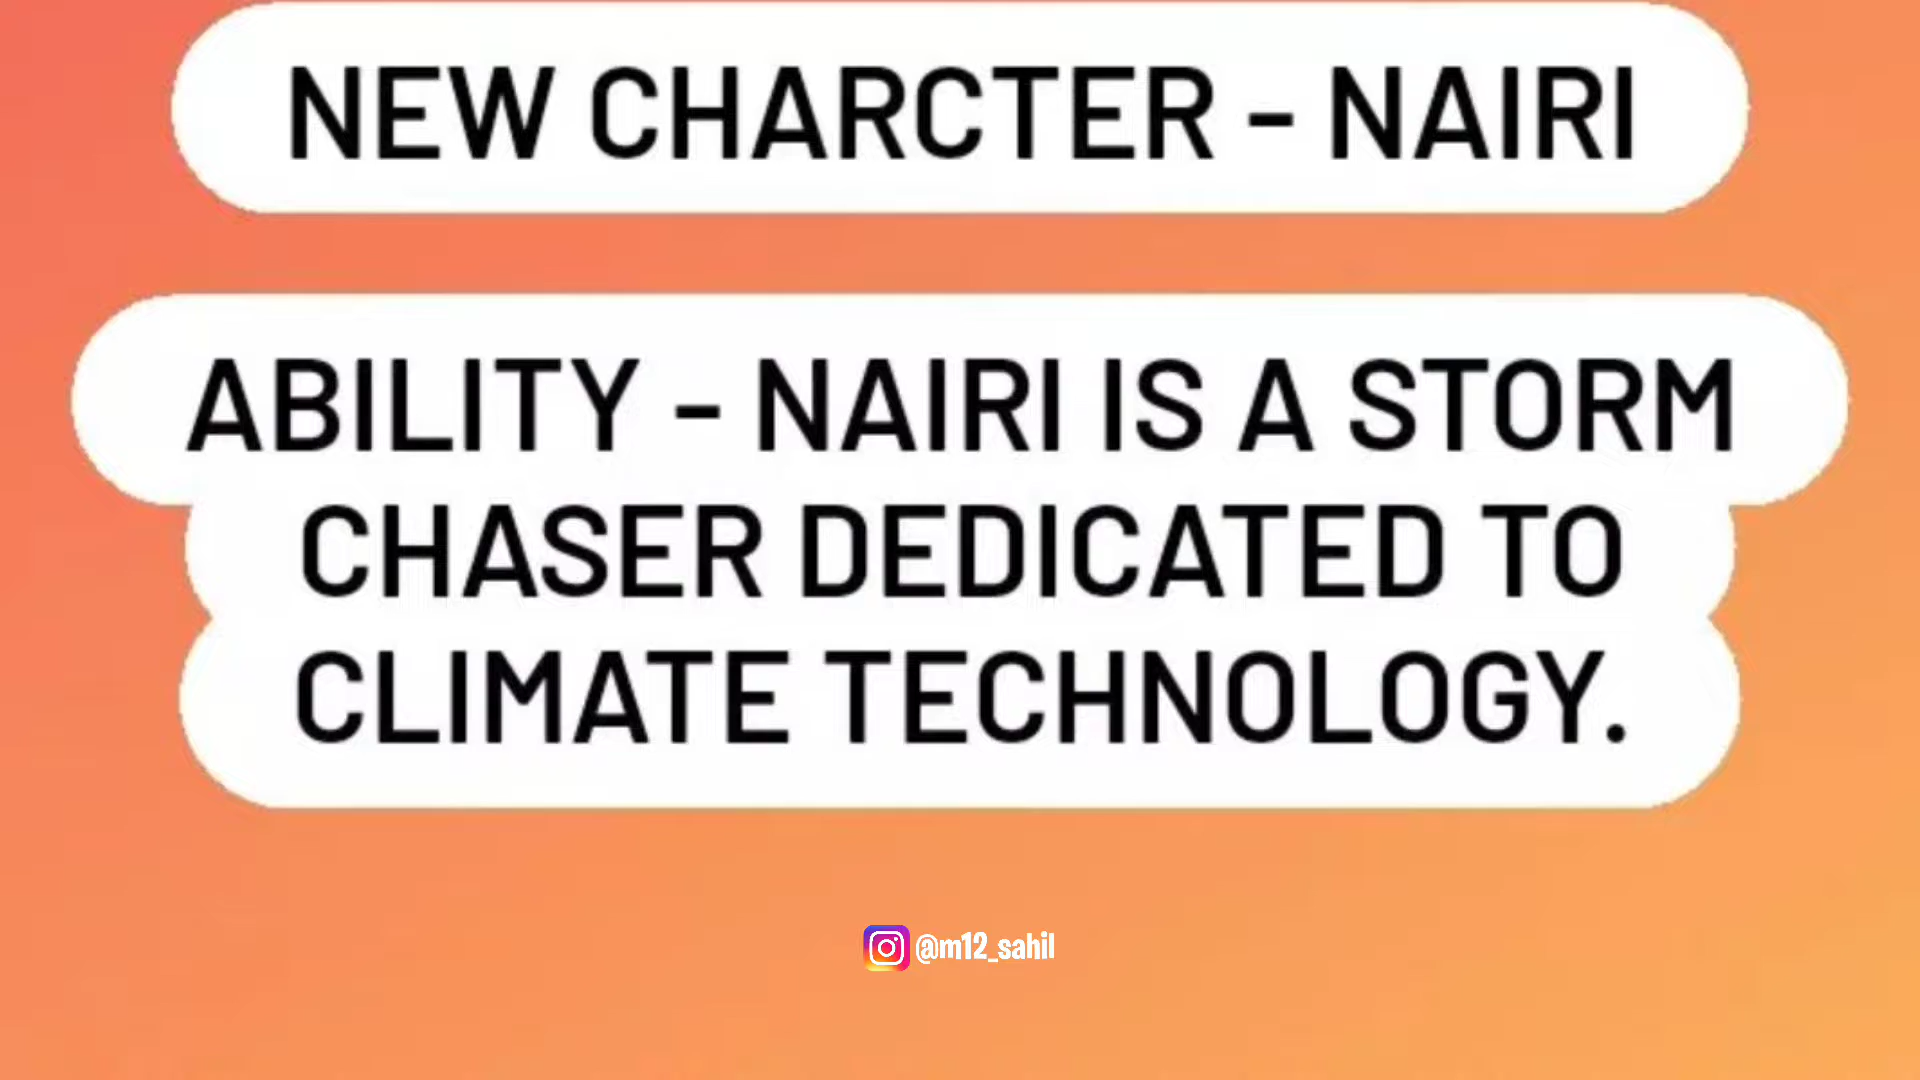 NEW CHARCTER - NAIRI
ABILITY - NAIRI IS A STORM
CHASER DEDICATED TO
CLIMATE TECHNOLOGY.
@m12_sahil